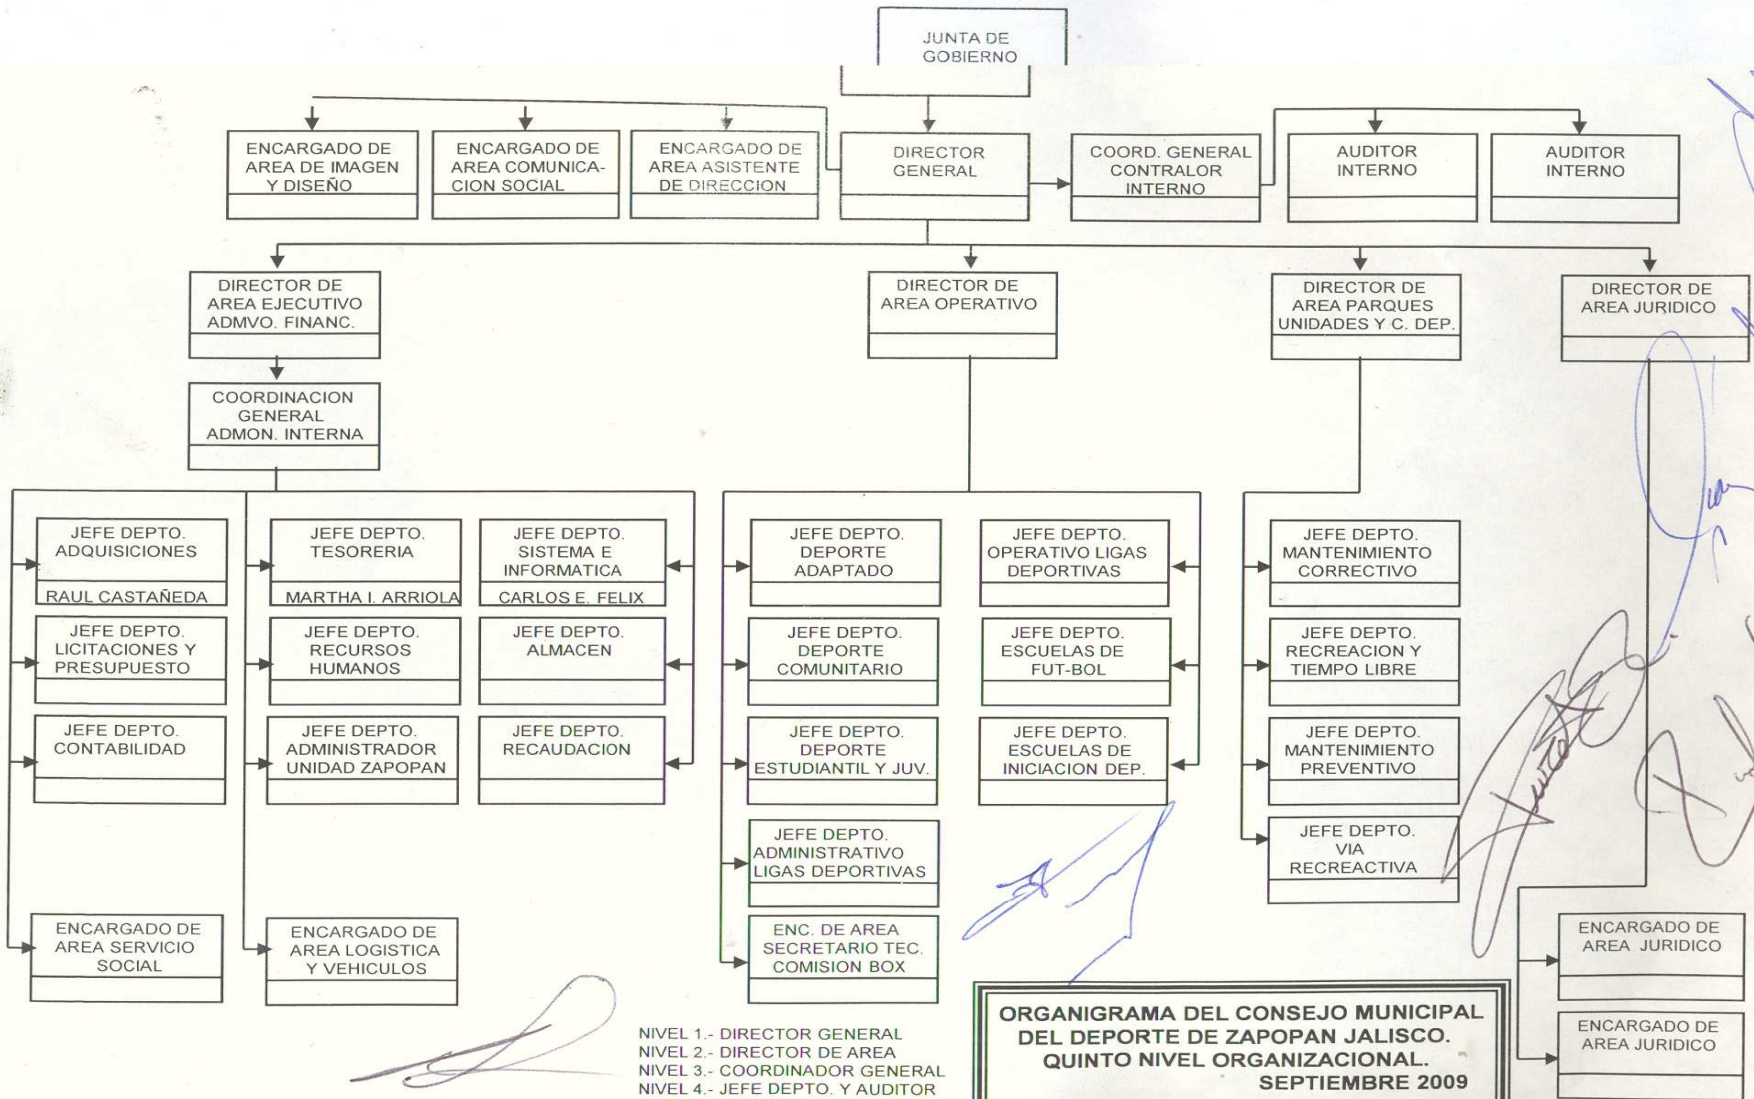 JUNTA DE
GOBIERNO
ENCARGADO DE
AREA DE IMAGEN
Y DISEÑO
ENCARGADO DE
AREA COMUNICA-
CION SOCIAL
ENCARGADO DE
AREA ASISTENTE
DE DIRECCION
DIRECTOR
GENERAL
COORD. GENERAL
CONTRALOR
INTERNO
AUDITOR
INTERNO
AUDITOR
INTERNO
DIRECTOR DE
AREA EJECUTIVO
ADMVO. FINANC.
DIRECTOR DE
AREA OPERATIVO
DIRECTOR DE
AREA PARQUES
UNIDADES Y C. DEP.
DIRECTOR DE
AREA JURIDICO
COORDINACION
GENERAL
ADMON. INTERNA
JEFE DEPTO.
ADQUISICIONES
RAUL CASTAÑEDA
JEFE DEPTO.
TESORERIA
MARTHA I. ARRIOLA
JEFE DEPTO.
SISTEMA E
INFORMATICA
CARLOS E. FELIX
JEFE DEPTO.
DEPORTE
ADAPTADO
JEFE DEPTO.
OPERATIVO LIGAS
DEPORTIVAS
JEFE DEPTO.
MANTENIMIENTO
CORRECTIVO
JEFE DEPTO.
LICITACIONES Y
PRESUPUESTO
JEFE DEPTO.
RECURSOS
HUMANOS
JEFE DEPTO.
ALMACEN
JEFE DEPTO.
DEPORTE
COMUNITARIO
JEFE DEPTO.
ESCUELAS DE
FUT-BOL
JEFE DEPTO.
RECREACION Y
TIEMPO LIBRE
JEFE DEPTO.
CONTABILIDAD
JEFE DEPTO.
ADMINISTRADOR
UNIDAD ZAPOPAN
JEFE DEPTO.
RECAUDACION
JEFE DEPTO.
DEPORTE
ESTUDIANTIL Y JUV.
JEFE DEPTO.
ESCUELAS DE
INICIACION DEP.
JEFE DEPTO.
MANTENIMIENTO
PREVENTIVO
JEFE DEPTO.
ADMINISTRATIVO
LIGAS DEPORTIVAS
JEFE DEPTO.
VIA
RECREACTIVA
ENCARGADO DE
AREA SERVICIO
SOCIAL
ENCARGADO DE
AREA LOGISTICA
Y VEHICULOS
ENC. DE AREA
SECRETARIO TEC.
COMISION BOX
ENCARGADO DE
AREA JURIDICO
ENCARGADO DE
AREA JURIDICO
NIVEL 1.- DIRECTOR GENERAL
NIVEL 2.- DIRECTOR DE AREA
NIVEL 3.- COORDINADOR GENERAL
NIVEL 4.- JEFE DEPTO. Y AUDITOR
ORGANIGRAMA DEL CONSEJO MUNICIPAL
DEL DEPORTE DE ZAPOPAN JALISCO.
QUINTO NIVEL ORGANIZACIONAL.
SEPTIEMBRE 2009